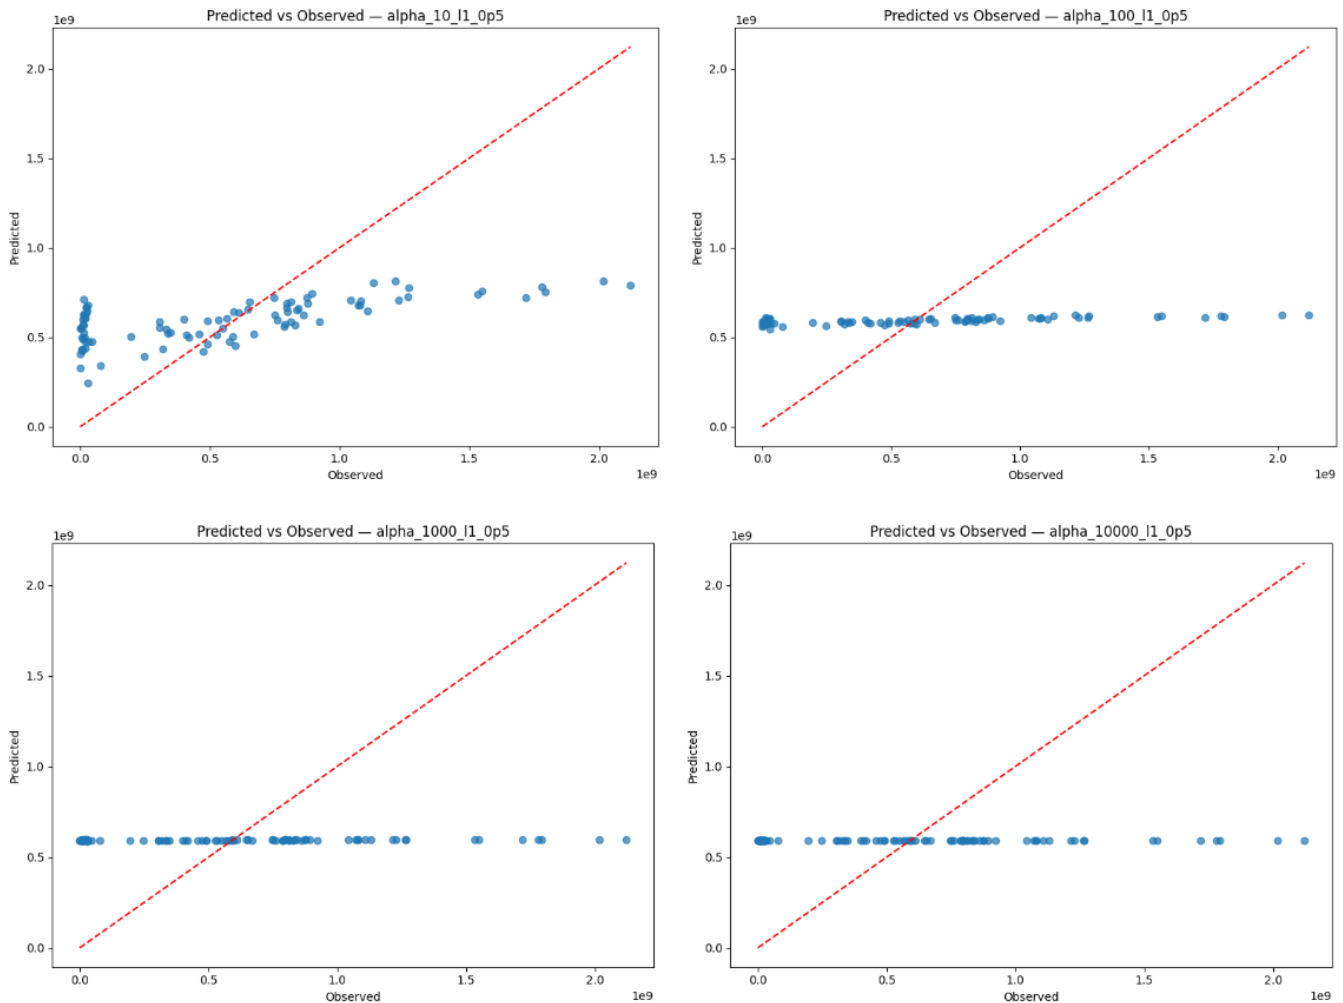 Predicted vs Observed — alpha_10_l1_0p5
1e9
2.0
1.5
1.0
0.5
0.0
Predicted
0.0 0.5 1.0 1.5 2.0
Observed
1e9
Predicted vs Observed — alpha_100_l1_0p5
1e9
2.0
1.5
1.0
0.5
0.0
Predicted
0.0 0.5 1.0 1.5 2.0
Observed
1e9
Predicted vs Observed — alpha_1000_l1_0p5
1e9
2.0
1.5
1.0
0.5
0.0
Predicted
0.0 0.5 1.0 1.5 2.0
Observed
1e9
Predicted vs Observed — alpha_10000_l1_0p5
1e9
2.0
1.5
1.0
0.5
0.0
Predicted
0.0 0.5 1.0 1.5 2.0
Observed
1e9